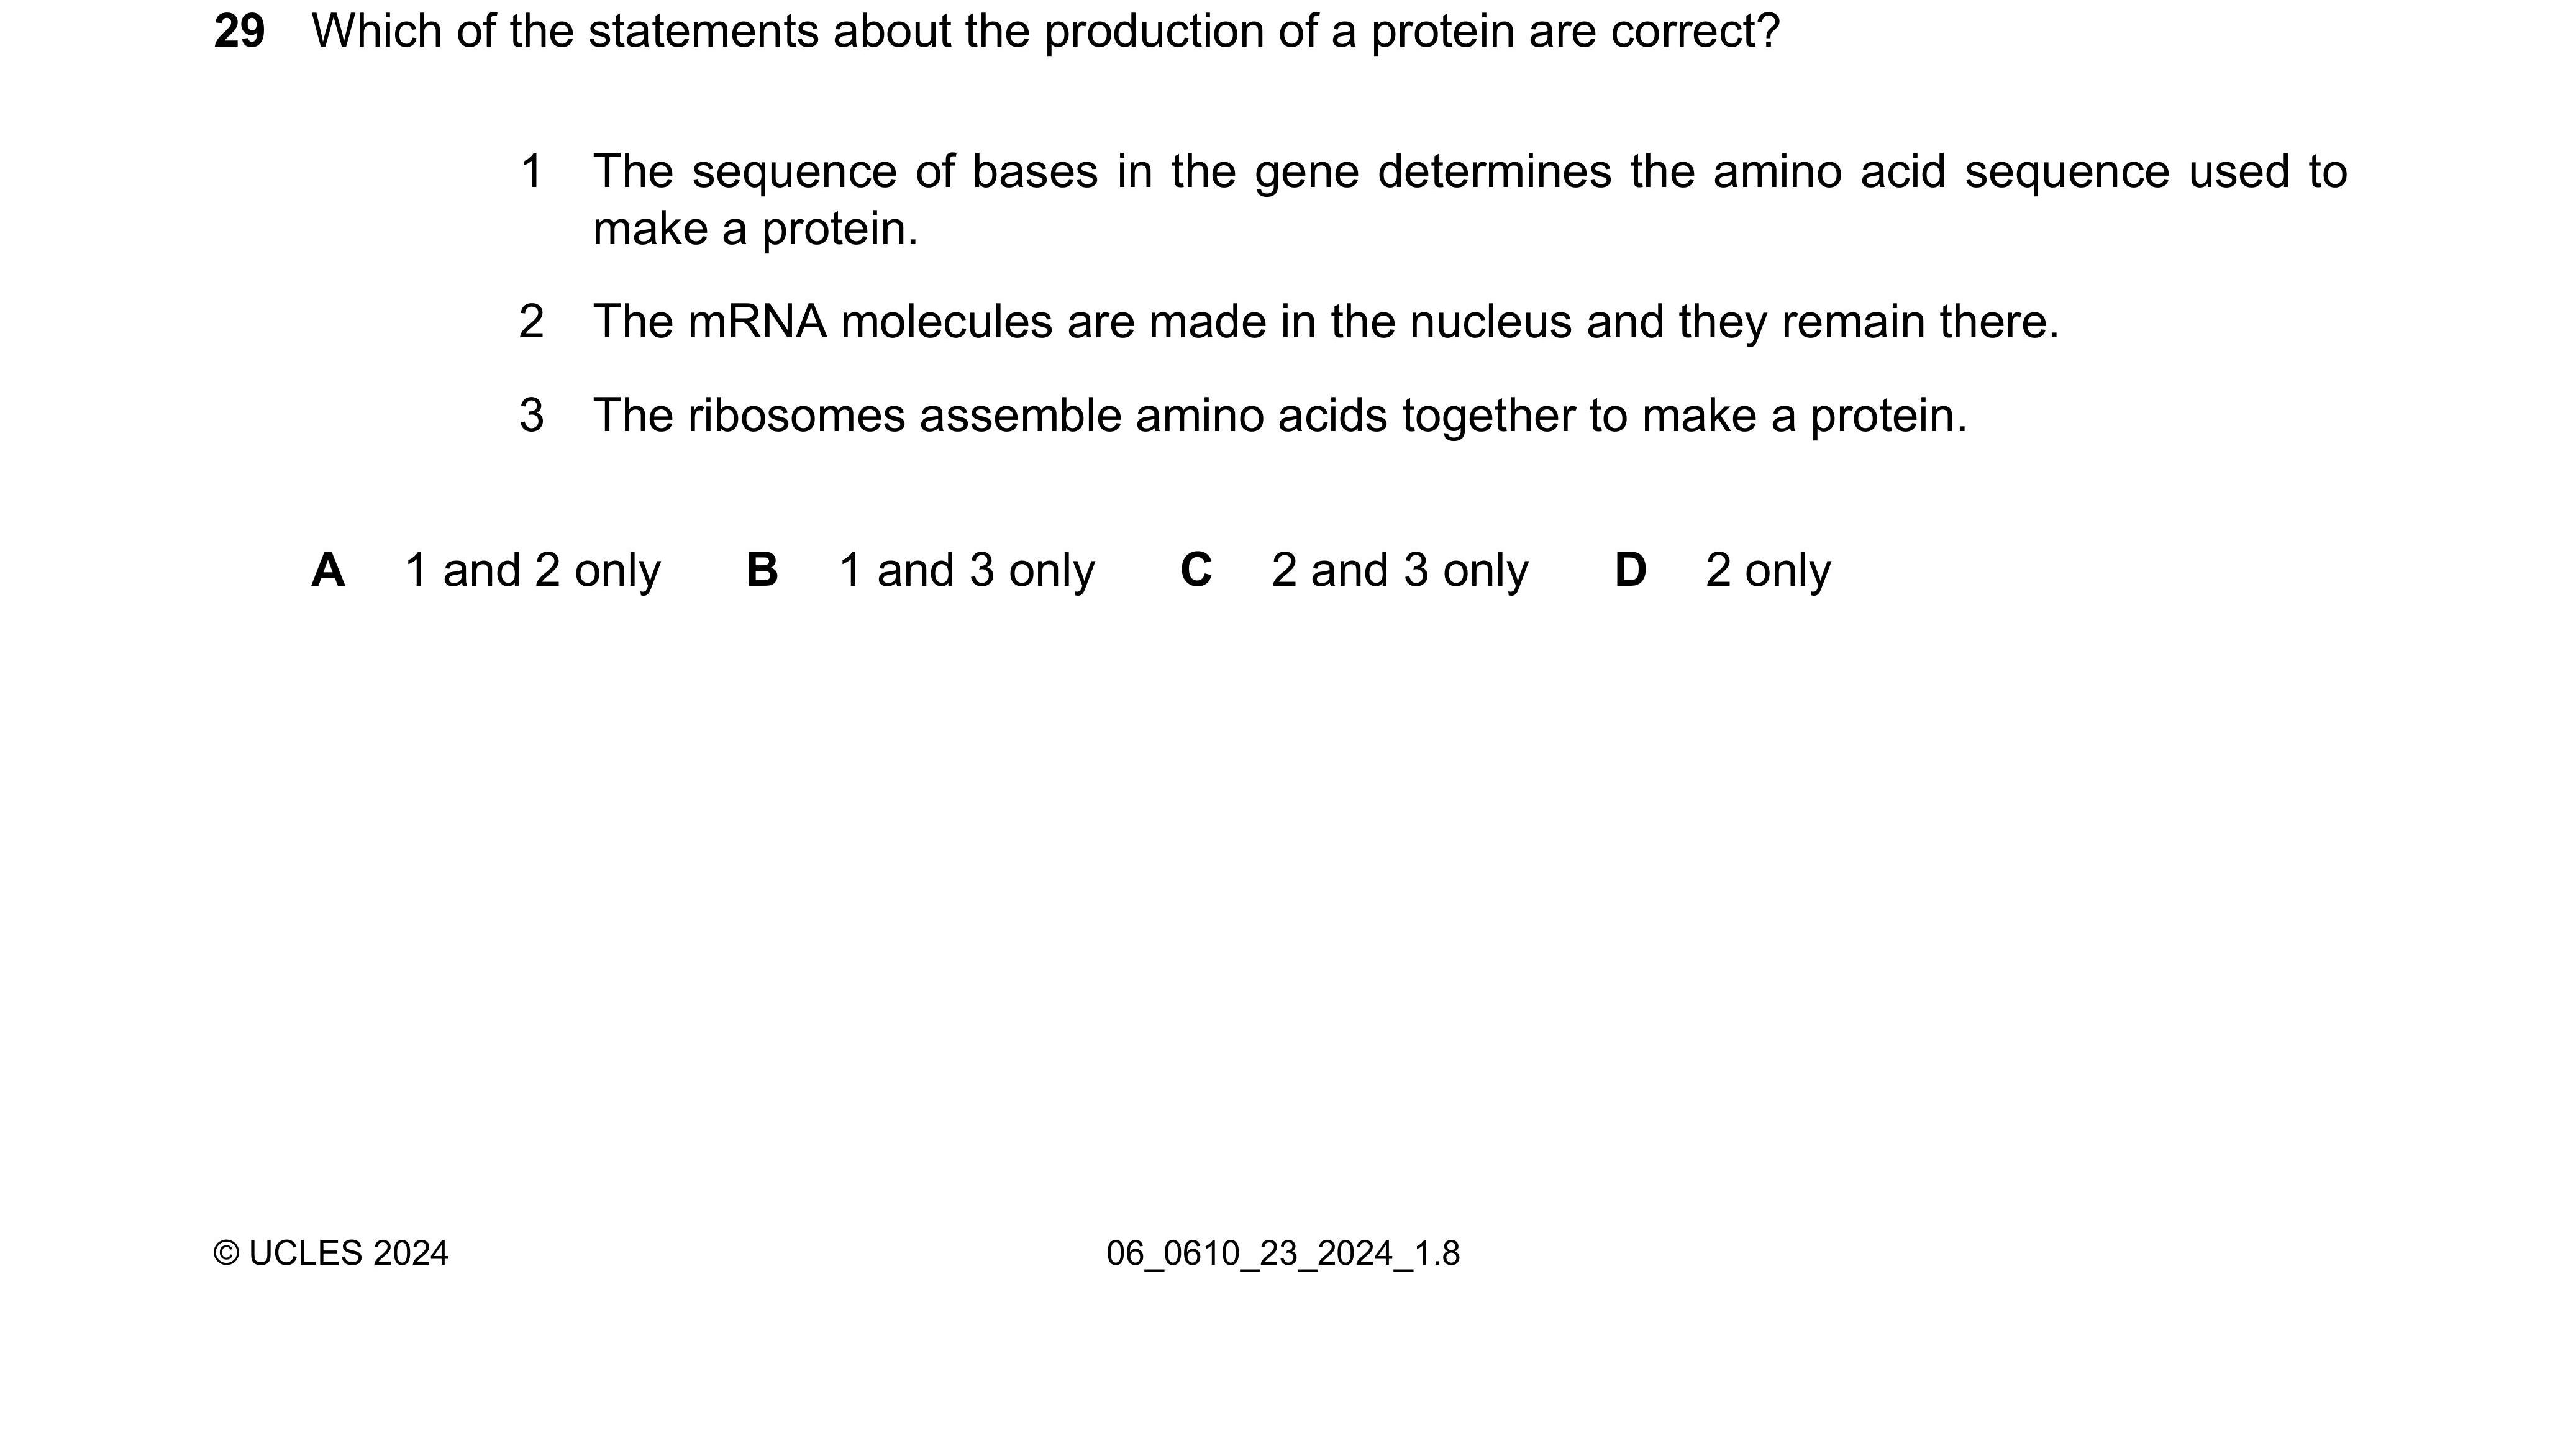 29 Which of the statements about the production of a protein are correct?
1 The sequence of bases in the gene determines the amino acid sequence used to
make a protein.
2 The mRNA molecules are made in the nucleus and they remain there.
3 The ribosomes assemble amino acids together to make a protein.
A 1 and 2 only B 1 and 3 only C 2 and 3 only D 2 only
© UCLES 2024 06_0610_23_2024_1.8